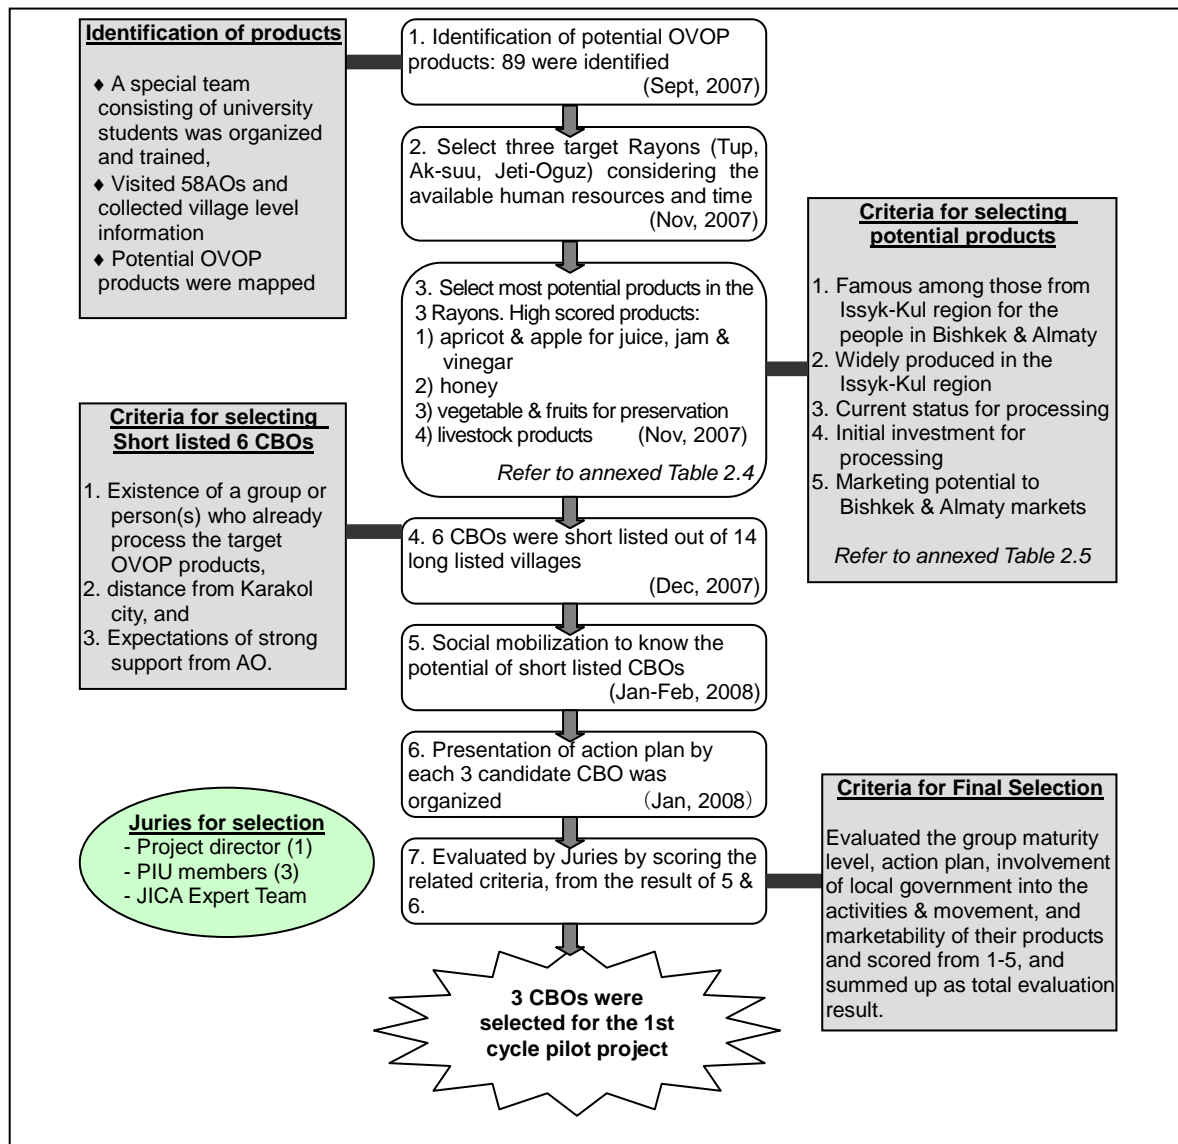 Identification of products
♦ A special team
consisting of university
students was organized
and trained,
♦ Visited 58AOs and
collected village level
information
♦ Potential OVOP
products were mapped
1. Identification of potential OVOP
products: 89 were identified
(Sept, 2007)
2. Select three target Rayons (Tup,
Ak-suu, Jeti-Oguz) considering the
available human resources and time
(Nov, 2007)
3. Select most potential products in the
3 Rayons. High scored products:
1) apricot & apple for juice, jam &
vinegar
2) honey
3) vegetable & fruits for preservation
4) livestock products (Nov, 2007)
Refer to annexed Table 2.4
Criteria for selecting
potential products
1. Famous among those from
Issyk-Kul region for the
people in Bishkek & Almaty
2. Widely produced in the
Issyk-Kul region
3. Current status for processing
4. Initial investment for
processing
5. Marketing potential to
Bishkek & Almaty markets
Refer to annexed Table 2.5
Criteria for selecting
Short listed 6 CBOs
1. Existence of a group or
person(s) who already
process the target
OVOP products,
2. distance from Karakol
city, and
3. Expectations of strong
support from AO.
4. 6 CBOs were short listed out of 14
long listed villages
(Dec, 2007)
5. Social mobilization to know the
potential of short listed CBOs
(Jan-Feb, 2008)
6. Presentation of action plan by
each 3 candidate CBO was
organized (Jan, 2008)
Juries for selection
- Project director (1)
- PIU members (3)
- JICA Expert Team
7. Evaluated by Juries by scoring the
related criteria, from the result of 5 &
6.
Criteria for Final Selection
Evaluated the group maturity
level, action plan, involvement
of local government into the
activities & movement, and
marketability of their products
and scored from 1-5, and
summed up as total evaluation
result.
3 CBOs were
selected for the 1st
cycle pilot project